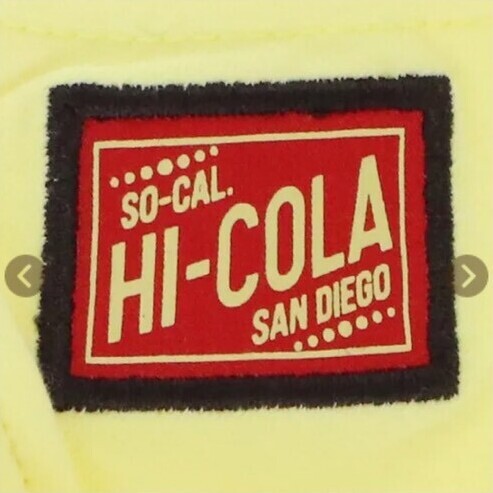 SO-CAL.
HI-COLA
SAN DIEGO